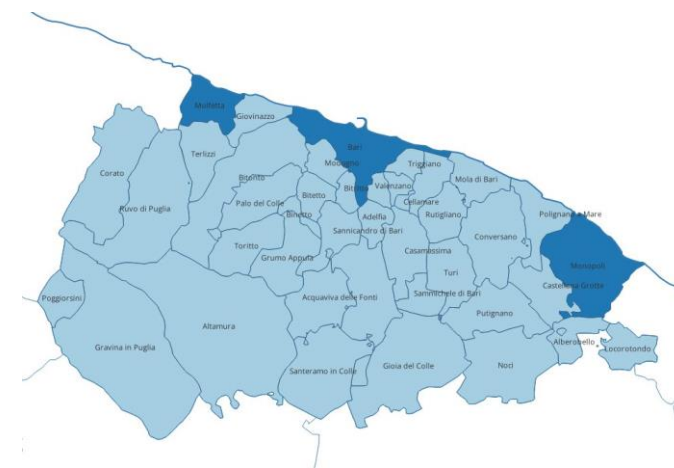 Molfetta
Giovinazzo
Bari
Terlizzi
Modugno
Triggiano
Corato
Bitonto
Bitetto
Bitritto
Valenzano
Mola di Bari
Ruvo di Puglia
Palo del Colle
Cellamare
Binetto
Adelfia
Rutigliano
Polignano a Mare
Sannicandro di Bari
Conversano
Toritto
Grumo Appula
Casamassima
Monopoli
Turi
Castellana Grotte
Sammichele di Bari
Poggiorsini
Acquaviva delle Fonti
Putignano
Altamura
Alberobello
Gravina in Puglia
Locorotondo
Santeramo in Colle
Gioia del Colle
Noci